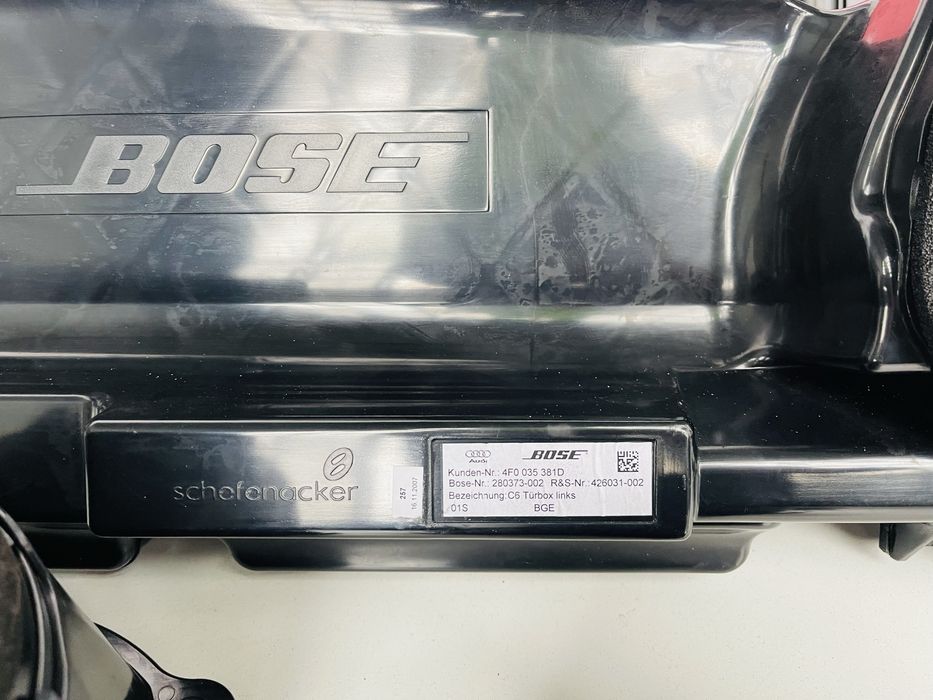 BOSE
schefenacker
257
16.11.2007
Audi BOSE
Kunden-Nr.: 4F0 035 381D
Bose-Nr.: 280373-002 R&S-Nr.:426031-002
Bezeichnung:C6 Türbox links
01S BGE